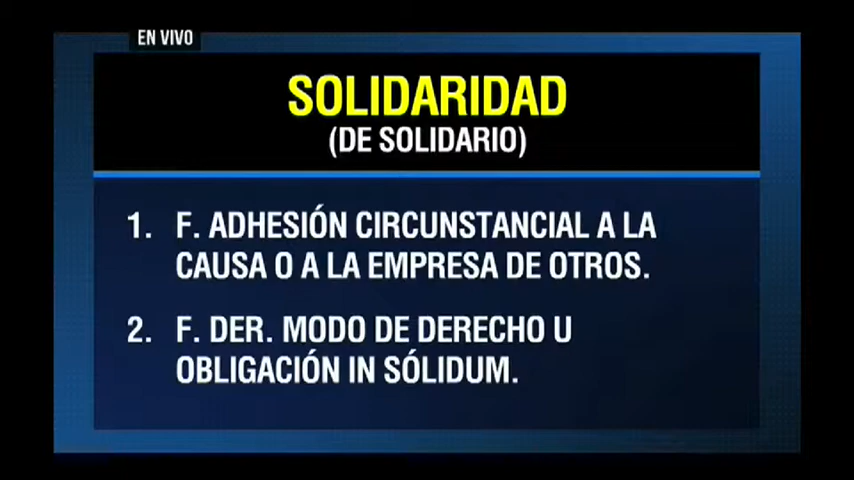 EN VIVO
SOLIDARIDAD
(DE SOLIDARIO)
1. F. ADHESIÓN CIRCUNSTANCIAL A LA
CAUSA O A LA EMPRESA DE OTROS.
2. F. DER. MODO DE DERECHO U
OBLIGACIÓN IN SÓLIDUM.